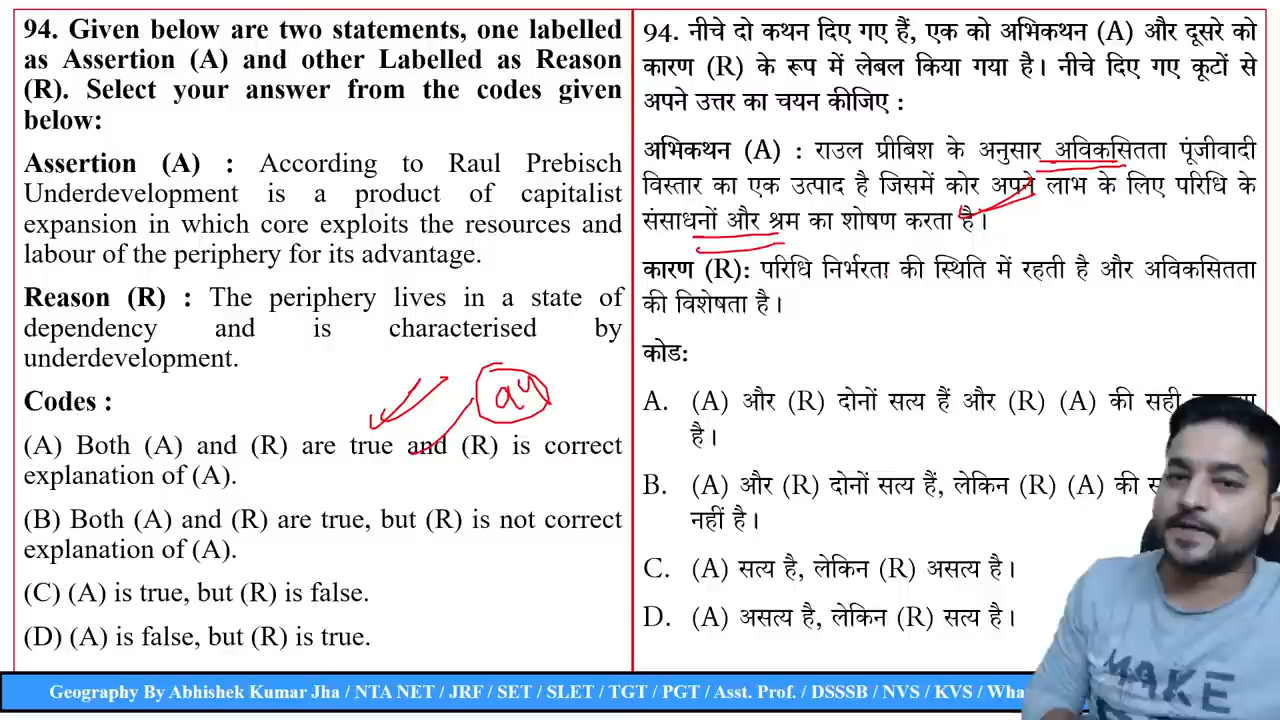 94. Given below are two statements, one labelled
as Assertion (A) and other Labelled as Reason
(R). Select your answer from the codes given
below:
Assertion (A) : According to Raul Prebisch
Underdevelopment is a product of capitalist
expansion in which core exploits the resources and
labour of the periphery for its advantage.
Reason (R) : The periphery lives in a state of
dependency and is characterised by
underdevelopment.
Codes :
(A) Both (A) and (R) are true and (R) is correct
explanation of (A).
(B) Both (A) and (R) are true, but (R) is not correct
explanation of (A).
(C) (A) is true, but (R) is false.
(D) (A) is false, but (R) is true.
94. नीचे दो कथन दिए गए हैं, एक को अभिकथन (A) और दूसरे को
कारण (R) के रूप में लेबल किया गया है। नीचे दिए गए कूटों से
अपने उत्तर का चयन कीजिए :
अभिकथन (A) : राउल प्रीबिश के अनुसार अविकसितता पूंजीवादी
विस्तार का एक उत्पाद है जिसमें कोर अपने लाभ के लिए परिधि के
संसाधनों और श्रम का शोषण करता है।
कारण (R): परिधि निर्भरता की स्थिति में रहती है और अविकसितता
की विशेषता है।
कोड:
A. (A) और (R) दोनों सत्य हैं और (R) (A) की सही
है।
B. (A) और (R) दोनों सत्य हैं, लेकिन (R) (A) की
नहीं है।
C. (A) सत्य है, लेकिन (R) असत्य है।
D. (A) असत्य है, लेकिन (R) सत्य है।
MAKE
Geography By Abhishek Kumar Jha / NTA NET / JRF / SET / SLET / TGT / PGT / Asst. Prof. / DSSSB / NVS / KVS /